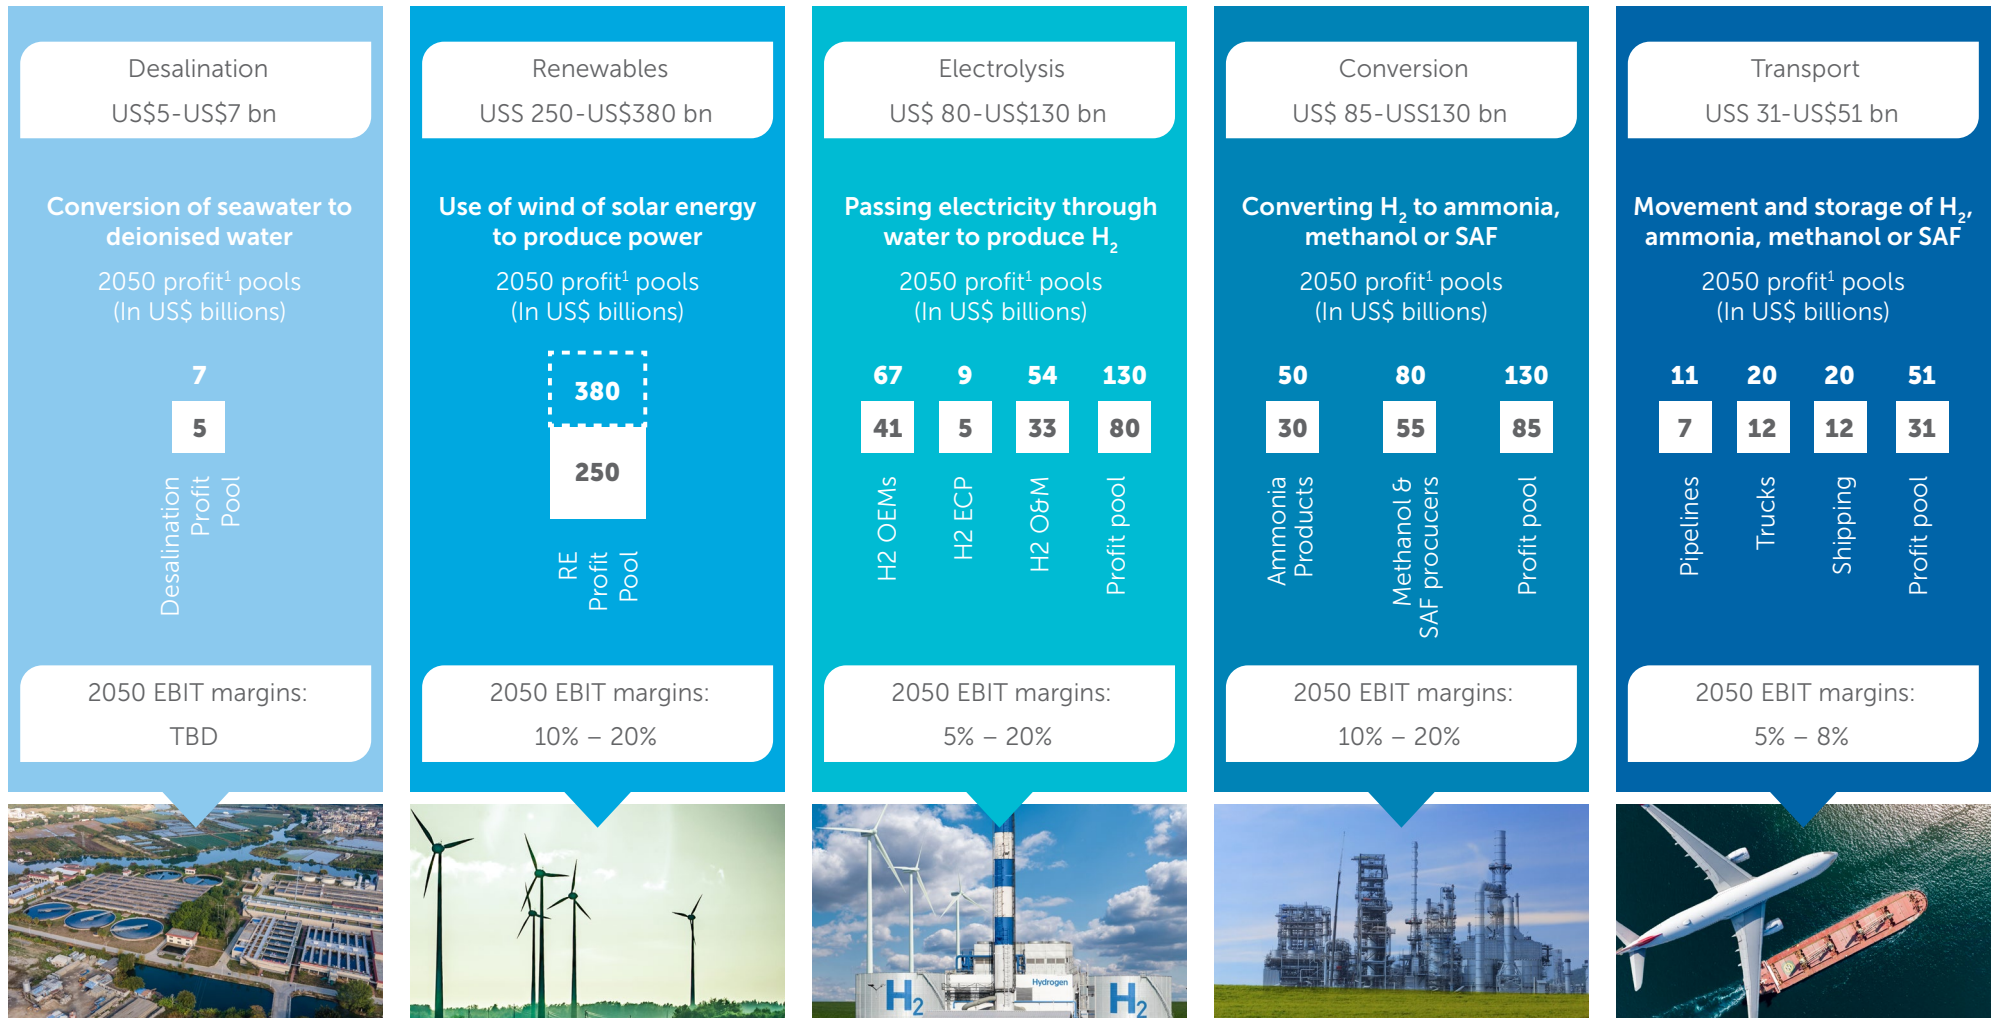 Desalination
US$5-US$7 bn
Conversion of seawater to
deionised water
2050 profit¹ pools
(In US$ billions)
7
5
Desalination
Profit
Pool
2050 EBIT margins:
TBD
Renewables
USS 250-US$380 bn
Use of wind of solar energy
to produce power
2050 profit¹ pools
(In US$ billions)
380
250
RE
Profit
Pool
2050 EBIT margins:
10% – 20%
Electrolysis
US$ 80-US$130 bn
Passing electricity through
water to produce H₂
2050 profit¹ pools
(In US$ billions)
67 9 54 130
41 5 33 80
H2 OEMs
H2 ECP
H2 O&M
Profit pool
2050 EBIT margins:
5% – 20%
Hydrogen
H₂
H₂
Conversion
US$ 85-USS130 bn
Converting H₂ to ammonia,
methanol or SAF
2050 profit¹ pools
(In US$ billions)
50 80 130
30 55 85
Ammonia
Products
Methanol &
SAF procucers
Profit pool
2050 EBIT margins:
10% – 20%
Transport
USS 31-US$51 bn
Movement and storage of H₂,
ammonia, methanol or SAF
2050 profit¹ pools
(In US$ billions)
11 20 20 51
7 12 12 31
Pipelines
Trucks
Shipping
Profit pool
2050 EBIT margins:
5% – 8%